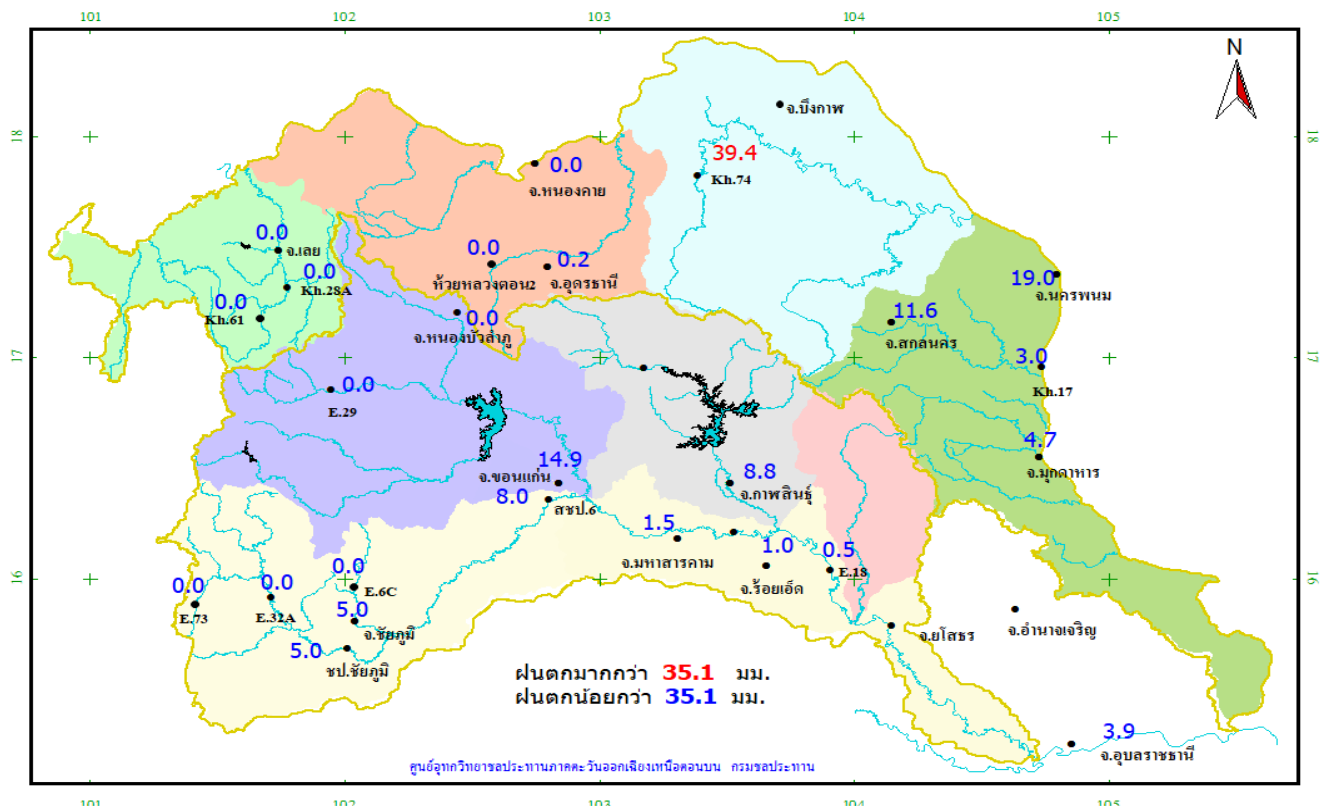 101 102 103 104 105
N
จ.บึงกาฬ
18 18
39.4
Kh.74
0.0
จ.หนองคาย
0.0
จ.เลย
0.0
Kh.28A
0.0
Kh.61
0.0
ห้วยหลวงตอน2
0.2
จ.อุดรธานี
19.0
จ.นครพนม
11.6
จ.สกลนคร
0.0
จ.หนองบัวลำภู
17 17
3.0
Kh.17
0.0
E.29
4.7
จ.มุกดาหาร
14.9
จ.ขอนแก่น
8.0
สชป.6
8.8
จ.กาฬสินธุ์
1.5
จ.มหาสารคาม
1.0
จ.ร้อยเอ็ด
0.5
E.18
16 16
0.0
E.73
0.0
E.32A
0.0
E.6C
5.0
จ.ชัยภูมิ
5.0
ชป.ชัยภูมิ
จ.ยโสธร
จ.อำนาจเจริญ
ฝนตกมากกว่า 35.1 มม.
ฝนตกน้อยกว่า 35.1 มม.
3.9
จ.อุบลราชธานี
ศูนย์อุทกวิทยาชลประทานภาคตะวันออกเฉียงเหนือตอนบน กรมชลประทาน
101 102 103 104 105